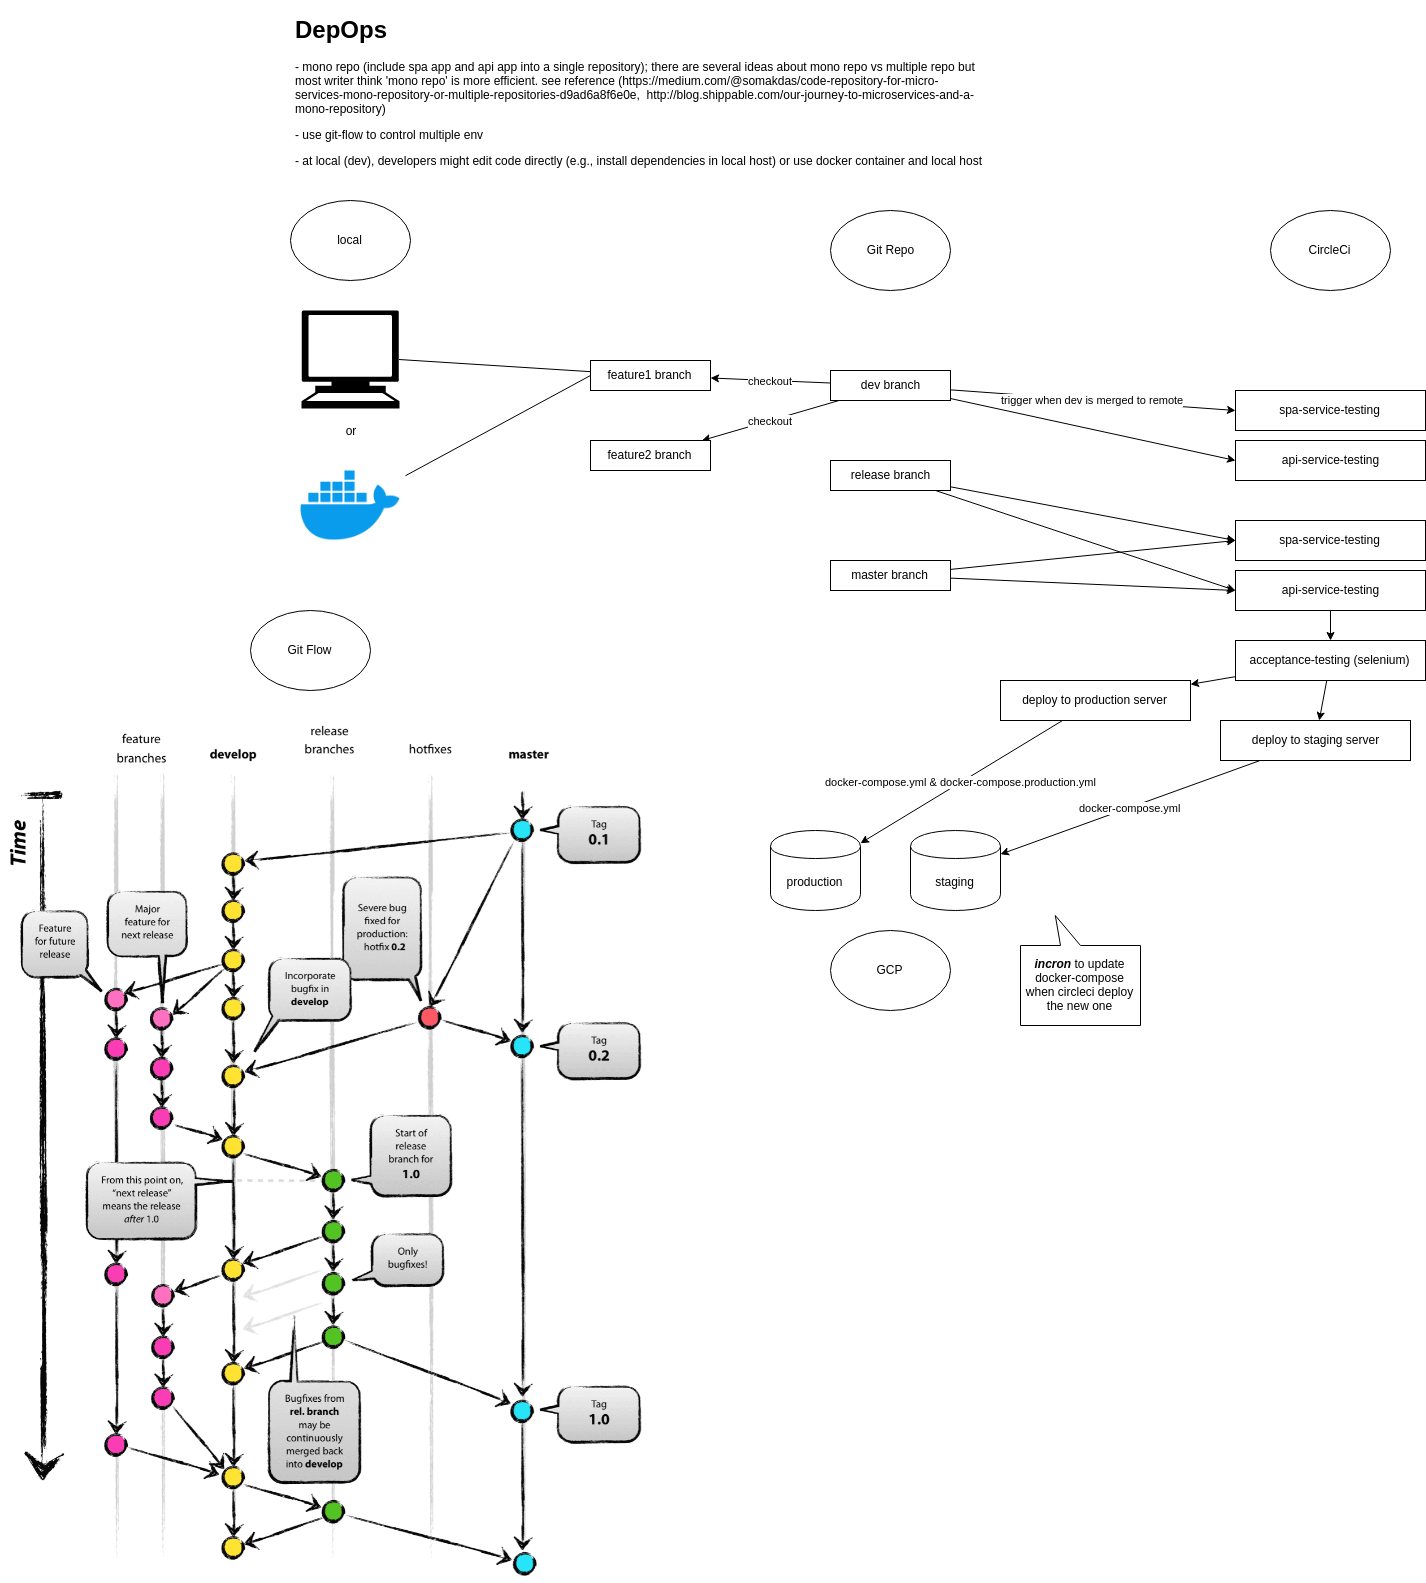 DepOps
- mono repo (include spa app and api app into a single repository); there are several ideas about mono repo vs multiple repo but
most writer think 'mono repo' is more efficient. see reference (https://medium.com/@somakdas/code-repository-for-micro-
services-mono-repository-or-multiple-repositories-d9ad6a8f6e0e,  http://blog.shippable.com/our-journey-to-microservices-and-a-
mono-repository)
- use git-flow to control multiple env
- at local (dev), developers might edit code directly (e.g., install dependencies in local host) or use docker container and local host
local
Git Repo
CircleCi
feature1 branch
checkout
dev branch
trigger when dev is merged to remote
spa-service-testing
or
checkout
feature2 branch
api-service-testing
release branch
spa-service-testing
master branch
api-service-testing
Git Flow
acceptance-testing (selenium)
deploy to production server
deploy to staging server
docker-compose.yml & docker-compose.production.yml
docker-compose.yml
production
staging
GCP
incron to update
docker-compose
when circleci deploy
the new one
feature
branches
develop
release
branches
hotfixes
master
Time
Tag
0.1
Major
feature for
next release
Feature
for future
release
Severe bug
fixed for
production:
hotfix 0.2
Incorporate
bugfix in
develop
Tag
0.2
Start of
release
branch for
1.0
From this point on,
“next release”
means the release
after 1.0
Only
bugfixes!
Bugfixes from
rel. branch
may be
continuously
merged back
into develop
Tag
1.0